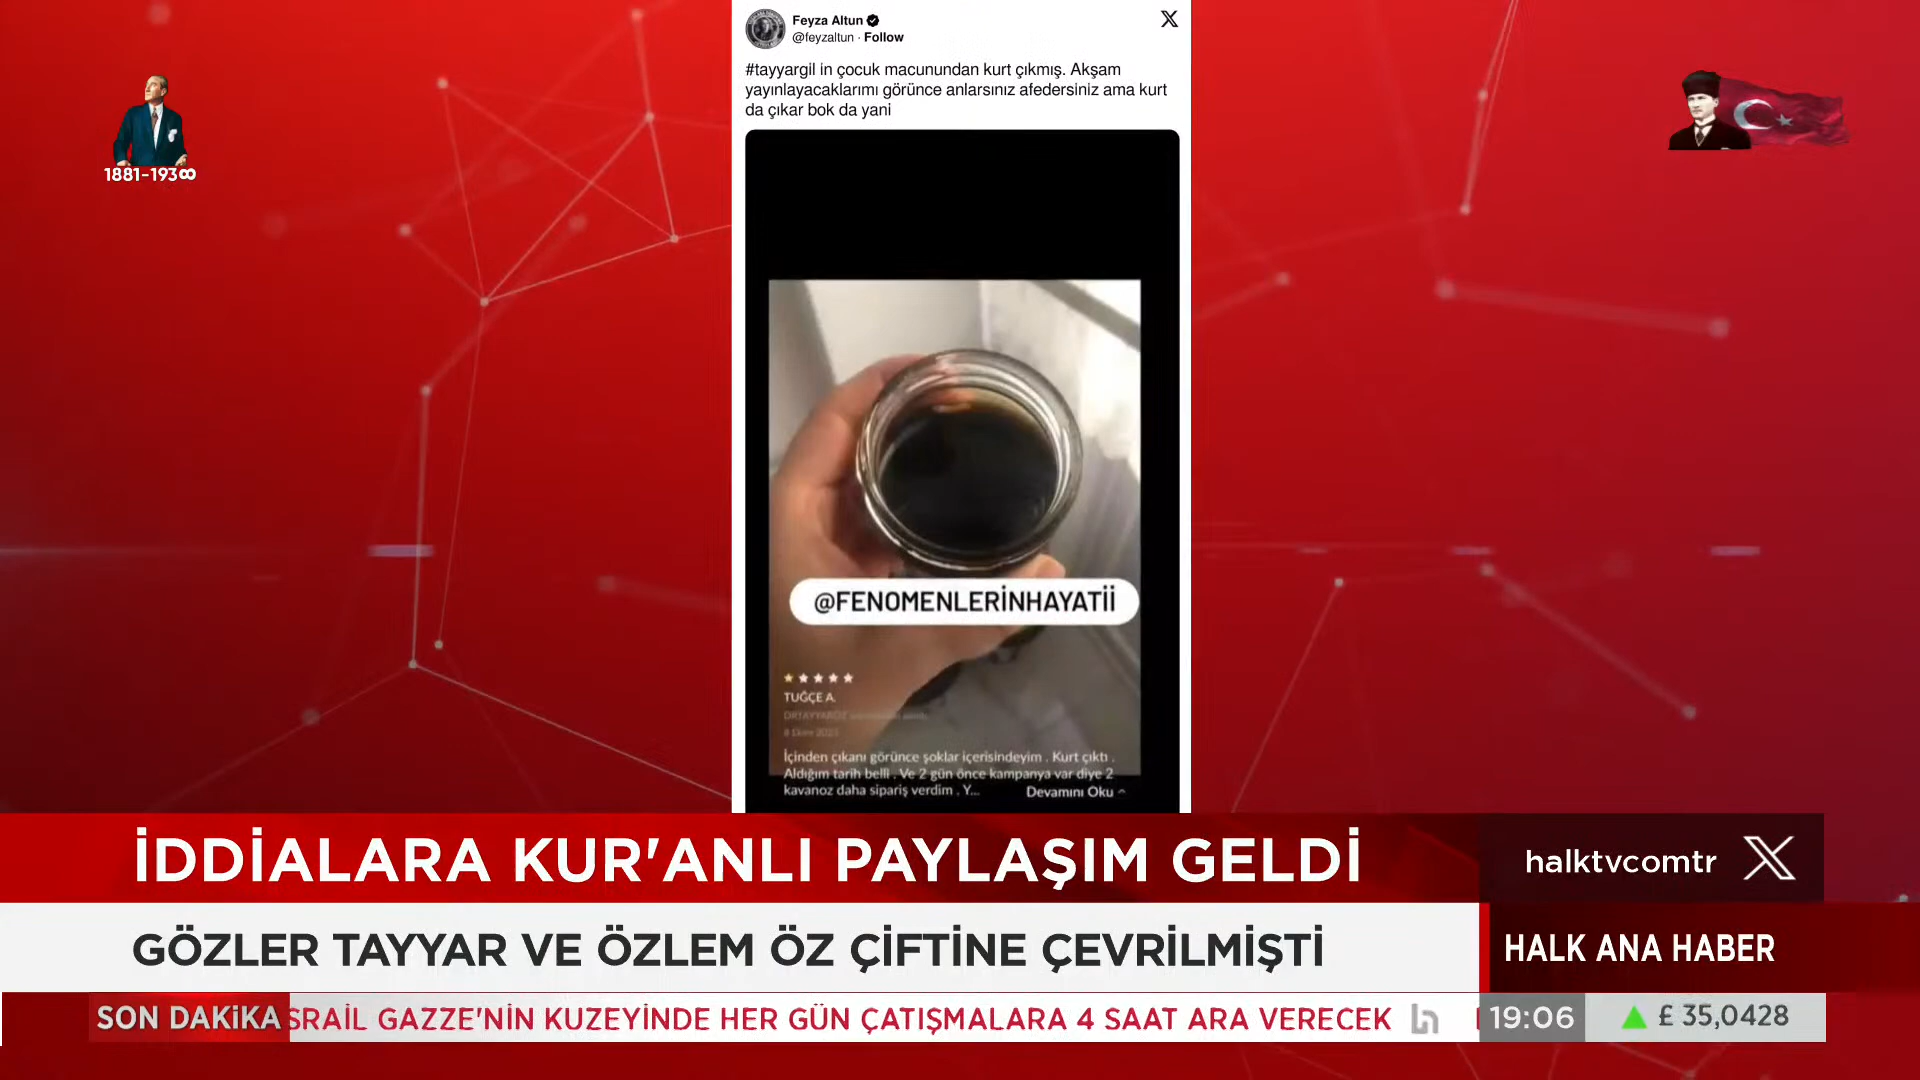 Feyza Altun
@feyzaltun · Follow
#tayyargil in çocuk macunundan kurt çıkmış. Akşam
yayınlayacaklarımı görünce anlarsınız afedersiniz ama kurt
da çıkar bok da yani
1881-1938
@FENOMENLERİNHAYATİİ
TUĞÇE A.
İçinden çıkanı görünce şoklar içerisindeyim . Kurt çıktı .
Aldığım tarih belli . Ve 2 gün önce kampanya var diye 2
kavanoz daha sipariş verdim . Y... Devamını Oku
İDDİALARA KUR'ANLI PAYLAŞIM GELDİ
halktvcomtr X
GÖZLER TAYYAR VE ÖZLEM ÖZ ÇİFTİNE ÇEVRİLMİŞTİ
HALK ANA HABER
SON DAKiKA SRAİL GAZZE'NİN KUZEYİNDE HER GÜN ÇATIŞMALARA 4 SAAT ARA VERECEK
19:06 £ 35,0428